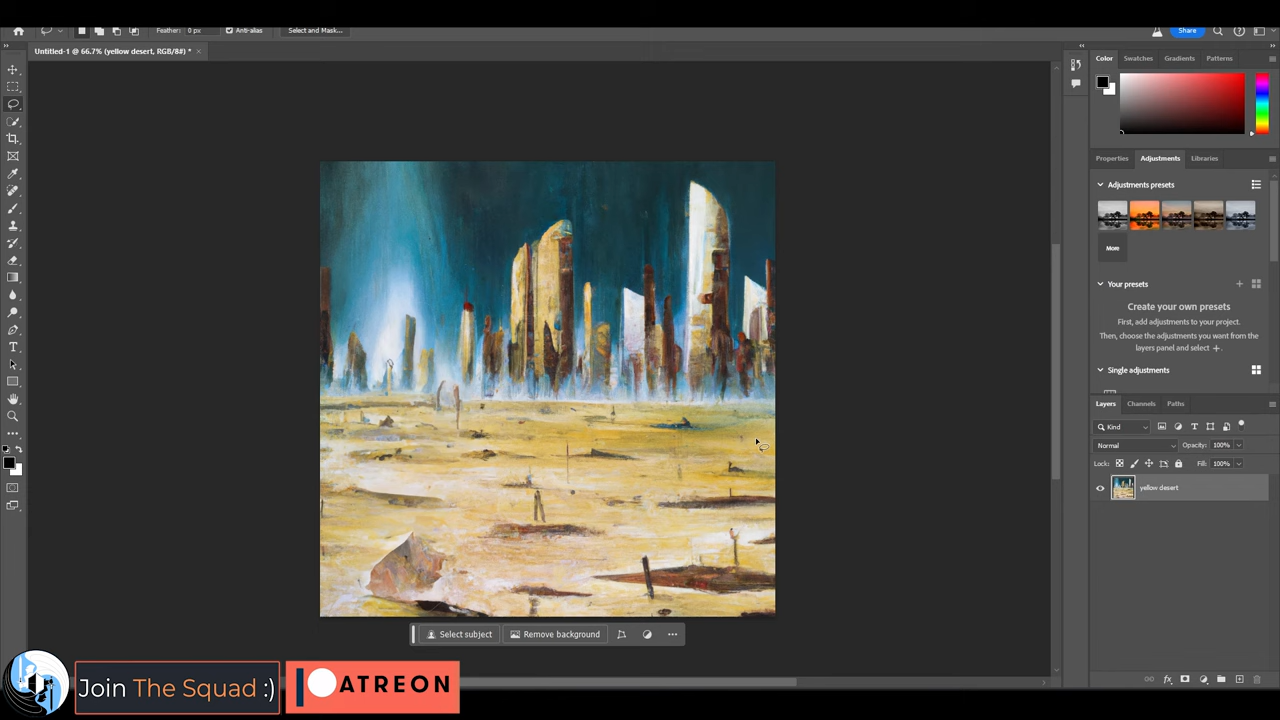 Feather: 0 px Anti-alias Select and Mask... Share
Untitled-1 @ 66.7% (yellow desert, RGB/8#) * ×
Color Swatches Gradients Patterns
Properties Adjustments Libraries
Adjustments presets
More
Your presets
Create your own presets
First, add adjustments to your project.
Then, choose the adjustments you want from the
layers panel and select +.
Single adjustments
Layers Channels Paths
Kind
Normal Opacity: 100%
Lock: Fill: 100%
yellow desert
Select subject Remove background
Join The Squad :) PATREON